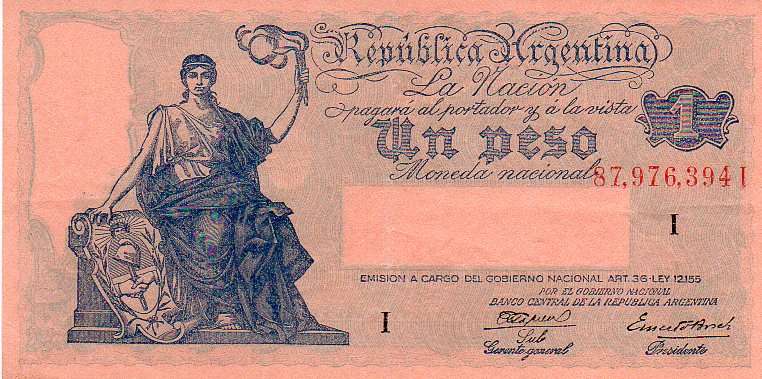 República Argentina
La Nación
pagará al portador y á la vista
1
Un peso
Moneda nacional
87,976,394 I
I
EMISION A CARGO DEL GOBIERNO NACIONAL ART. 36-LEY 12.155
POR EL GOBIERNO NACIONAL
BANCO CENTRAL DE LA REPUBLICA ARGENTINA
I
Sub
Gerente general
Presidente